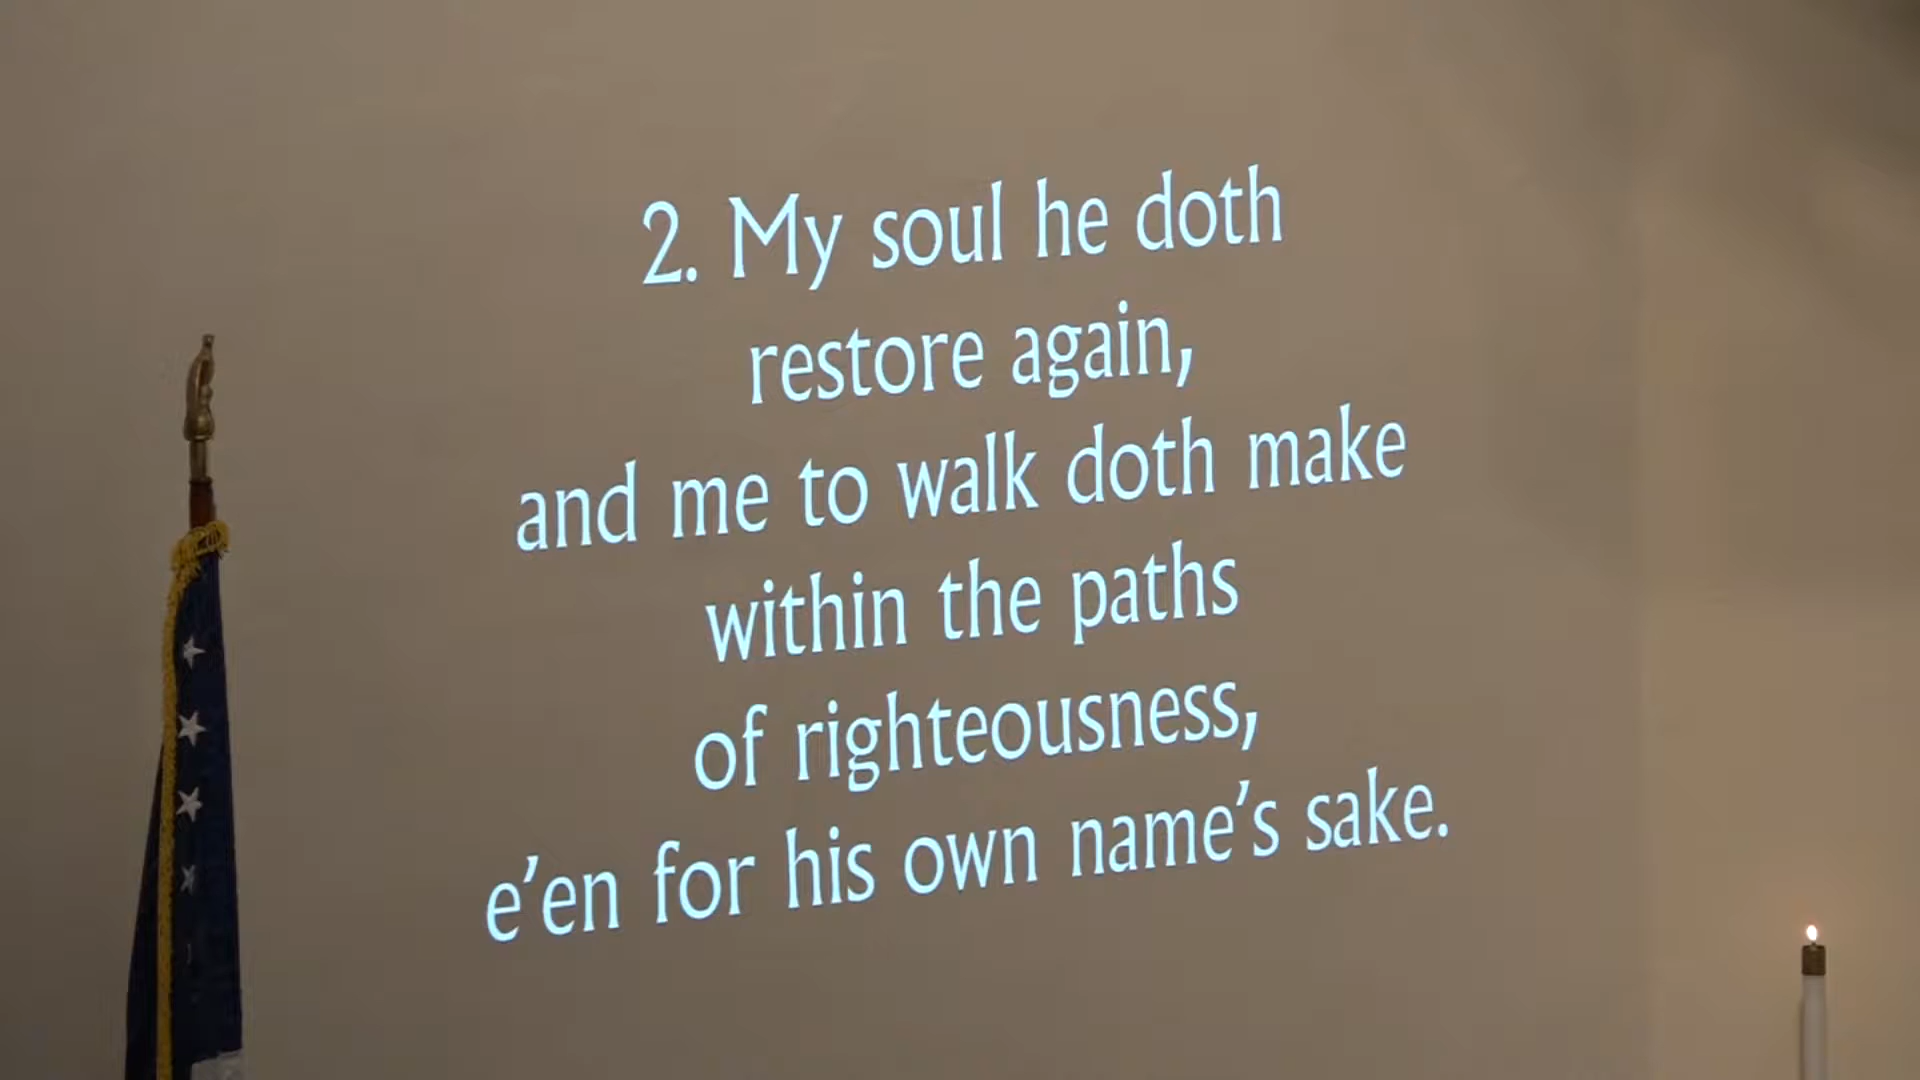 2. My soul he doth
restore again,
and me to walk doth make
within the paths
of righteousness,
e’en for his own name’s sake.